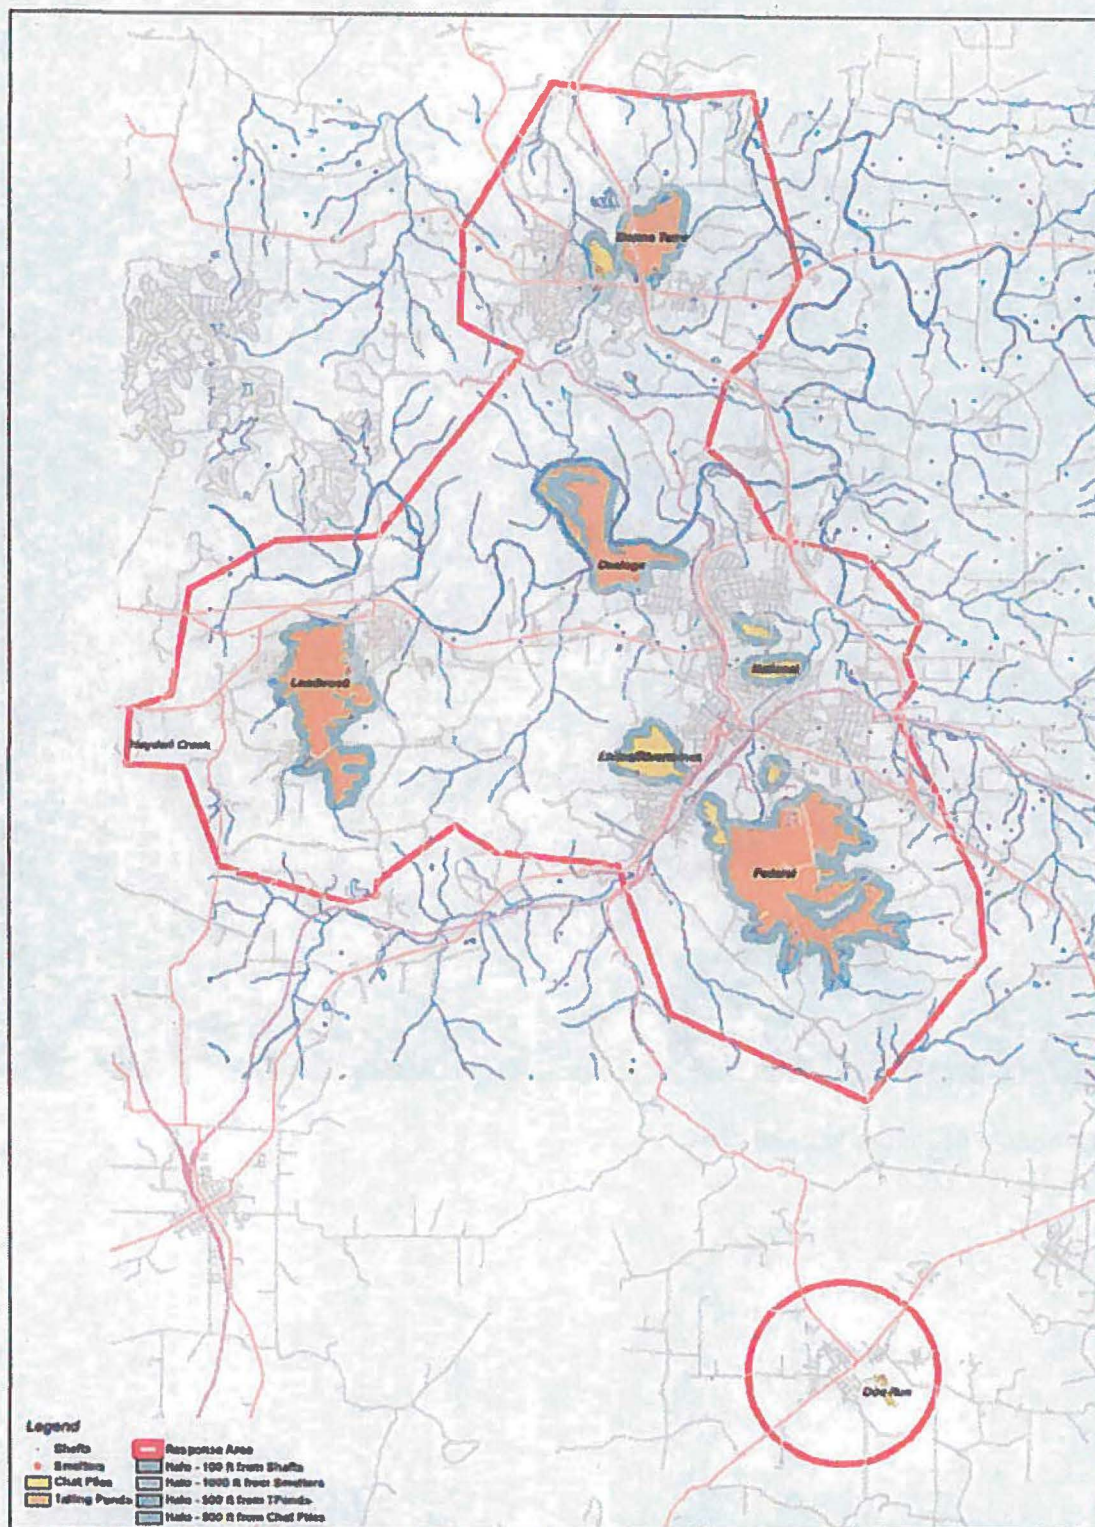 Bonne Terre
Desloge
National
Leadwood
Hayden Creek
Federal
Doe Run
Legend
Shafts
Smelters
Chat Piles
Tailing Ponds
Response Area
Halo - 100 ft from Shafts
Halo - 1000 ft from Smelters
Halo - 500 ft from TPonds
Halo - 500 ft from Chat Piles